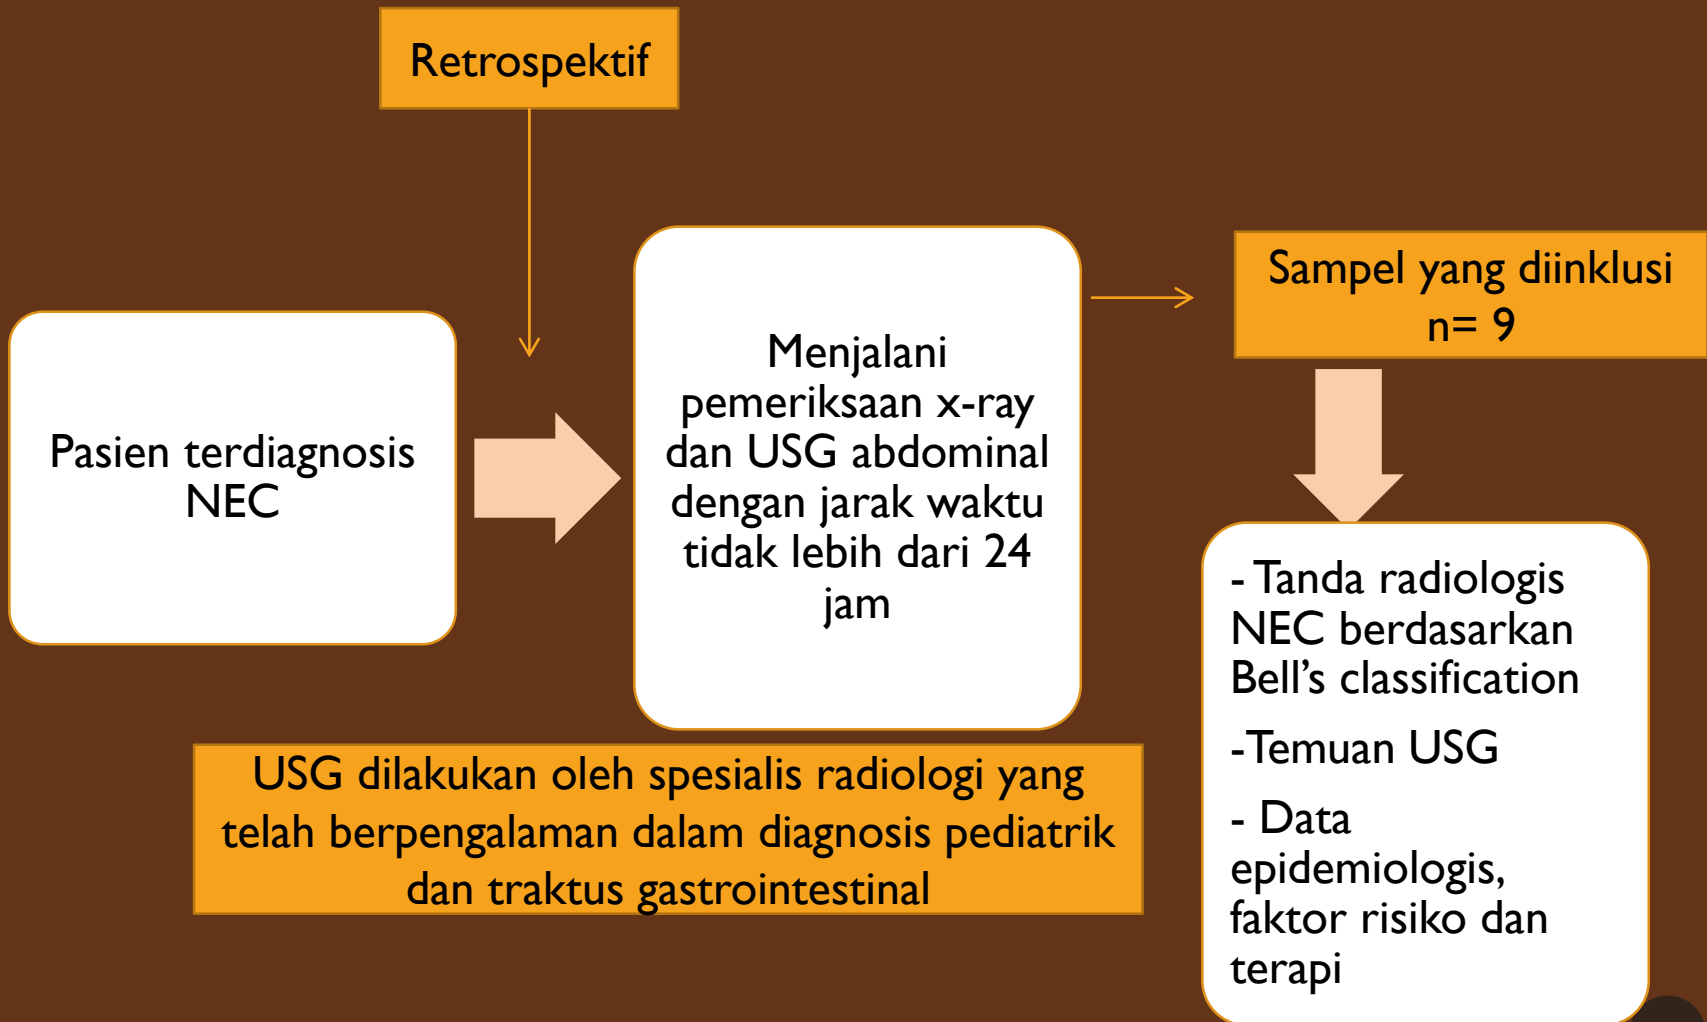 Retrospektif
Pasien terdiagnosis
NEC
Menjalani
pemeriksaan x-ray
dan USG abdominal
dengan jarak waktu
tidak lebih dari 24
jam
Sampel yang diinklusi
n= 9
USG dilakukan oleh spesialis radiologi yang
telah berpengalaman dalam diagnosis pediatrik
dan traktus gastrointestinal
- Tanda radiologis
NEC berdasarkan
Bell’s classification
-Temuan USG
- Data
epidemiologis,
faktor risiko dan
terapi